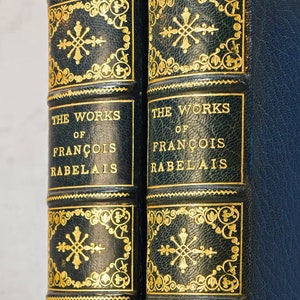 THE WORKS
OF
FRANÇOIS
RABELAIS
THE WORKS
OF
FRANÇOIS
RABELAIS